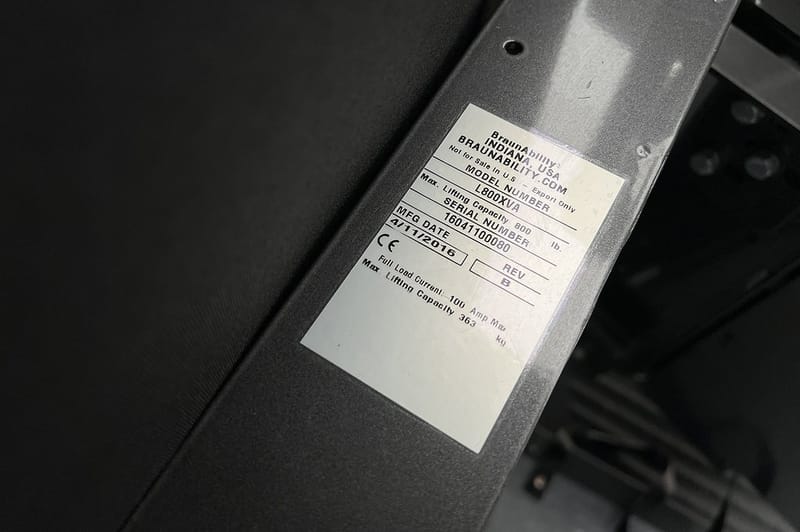 BraunAbility
INDIANA, USA
BRAUNABILITY.COM
Not for Sale in U.S - Export Only
MODEL NUMBER
L800XVA
Max. Lifting Capacity 800 lb
SERIAL NUMBER
16041100080
MFG DATE
4/11/2016
REV
B
CE
Full Load Current: 100 Amp Max
Max Lifting Capacity 363 kg